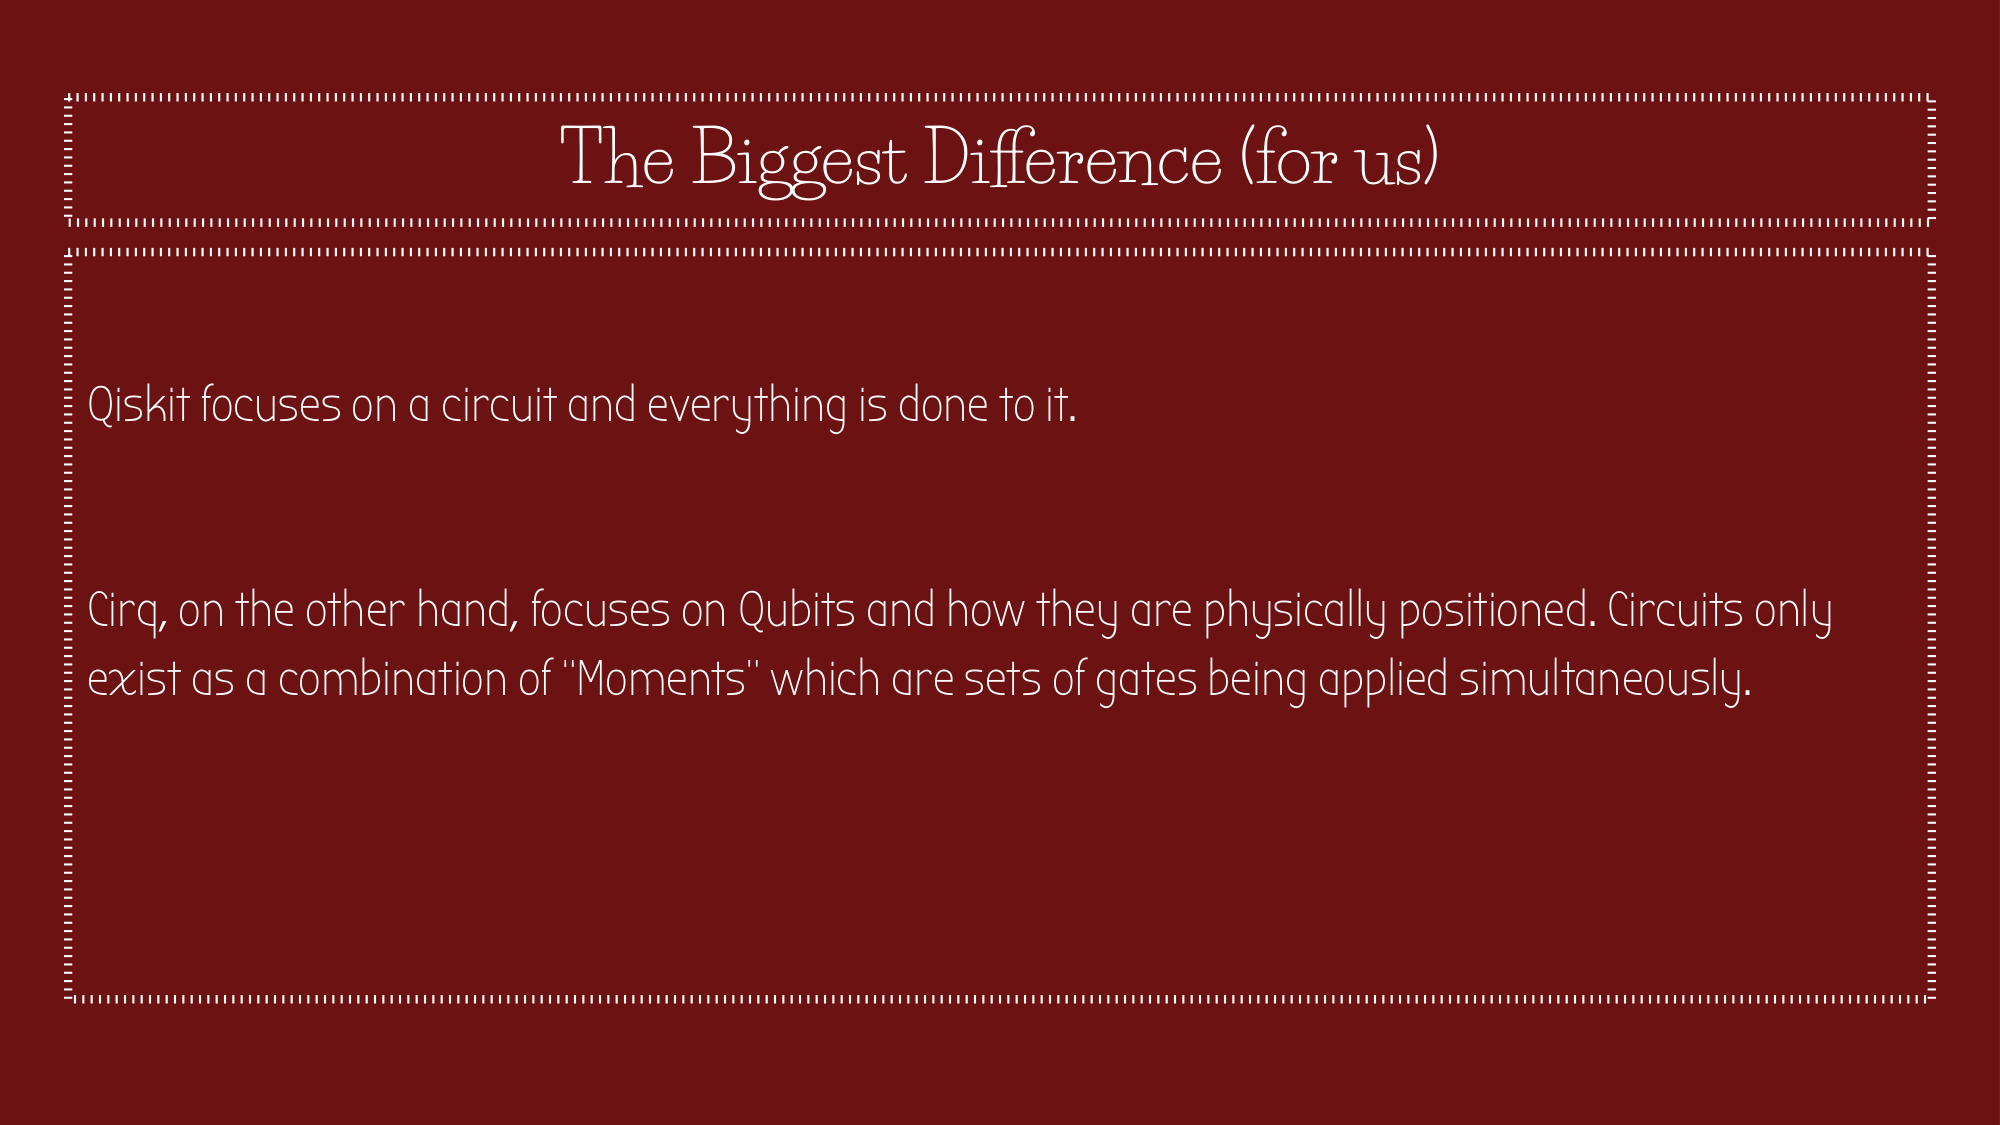 The Biggest Difference (for us)
Qiskit focuses on a circuit and everything is done to it.
Cirq, on the other hand, focuses on Qubits and how they are physically positioned. Circuits only
exist as a combination of "Moments" which are sets of gates being applied simultaneously.